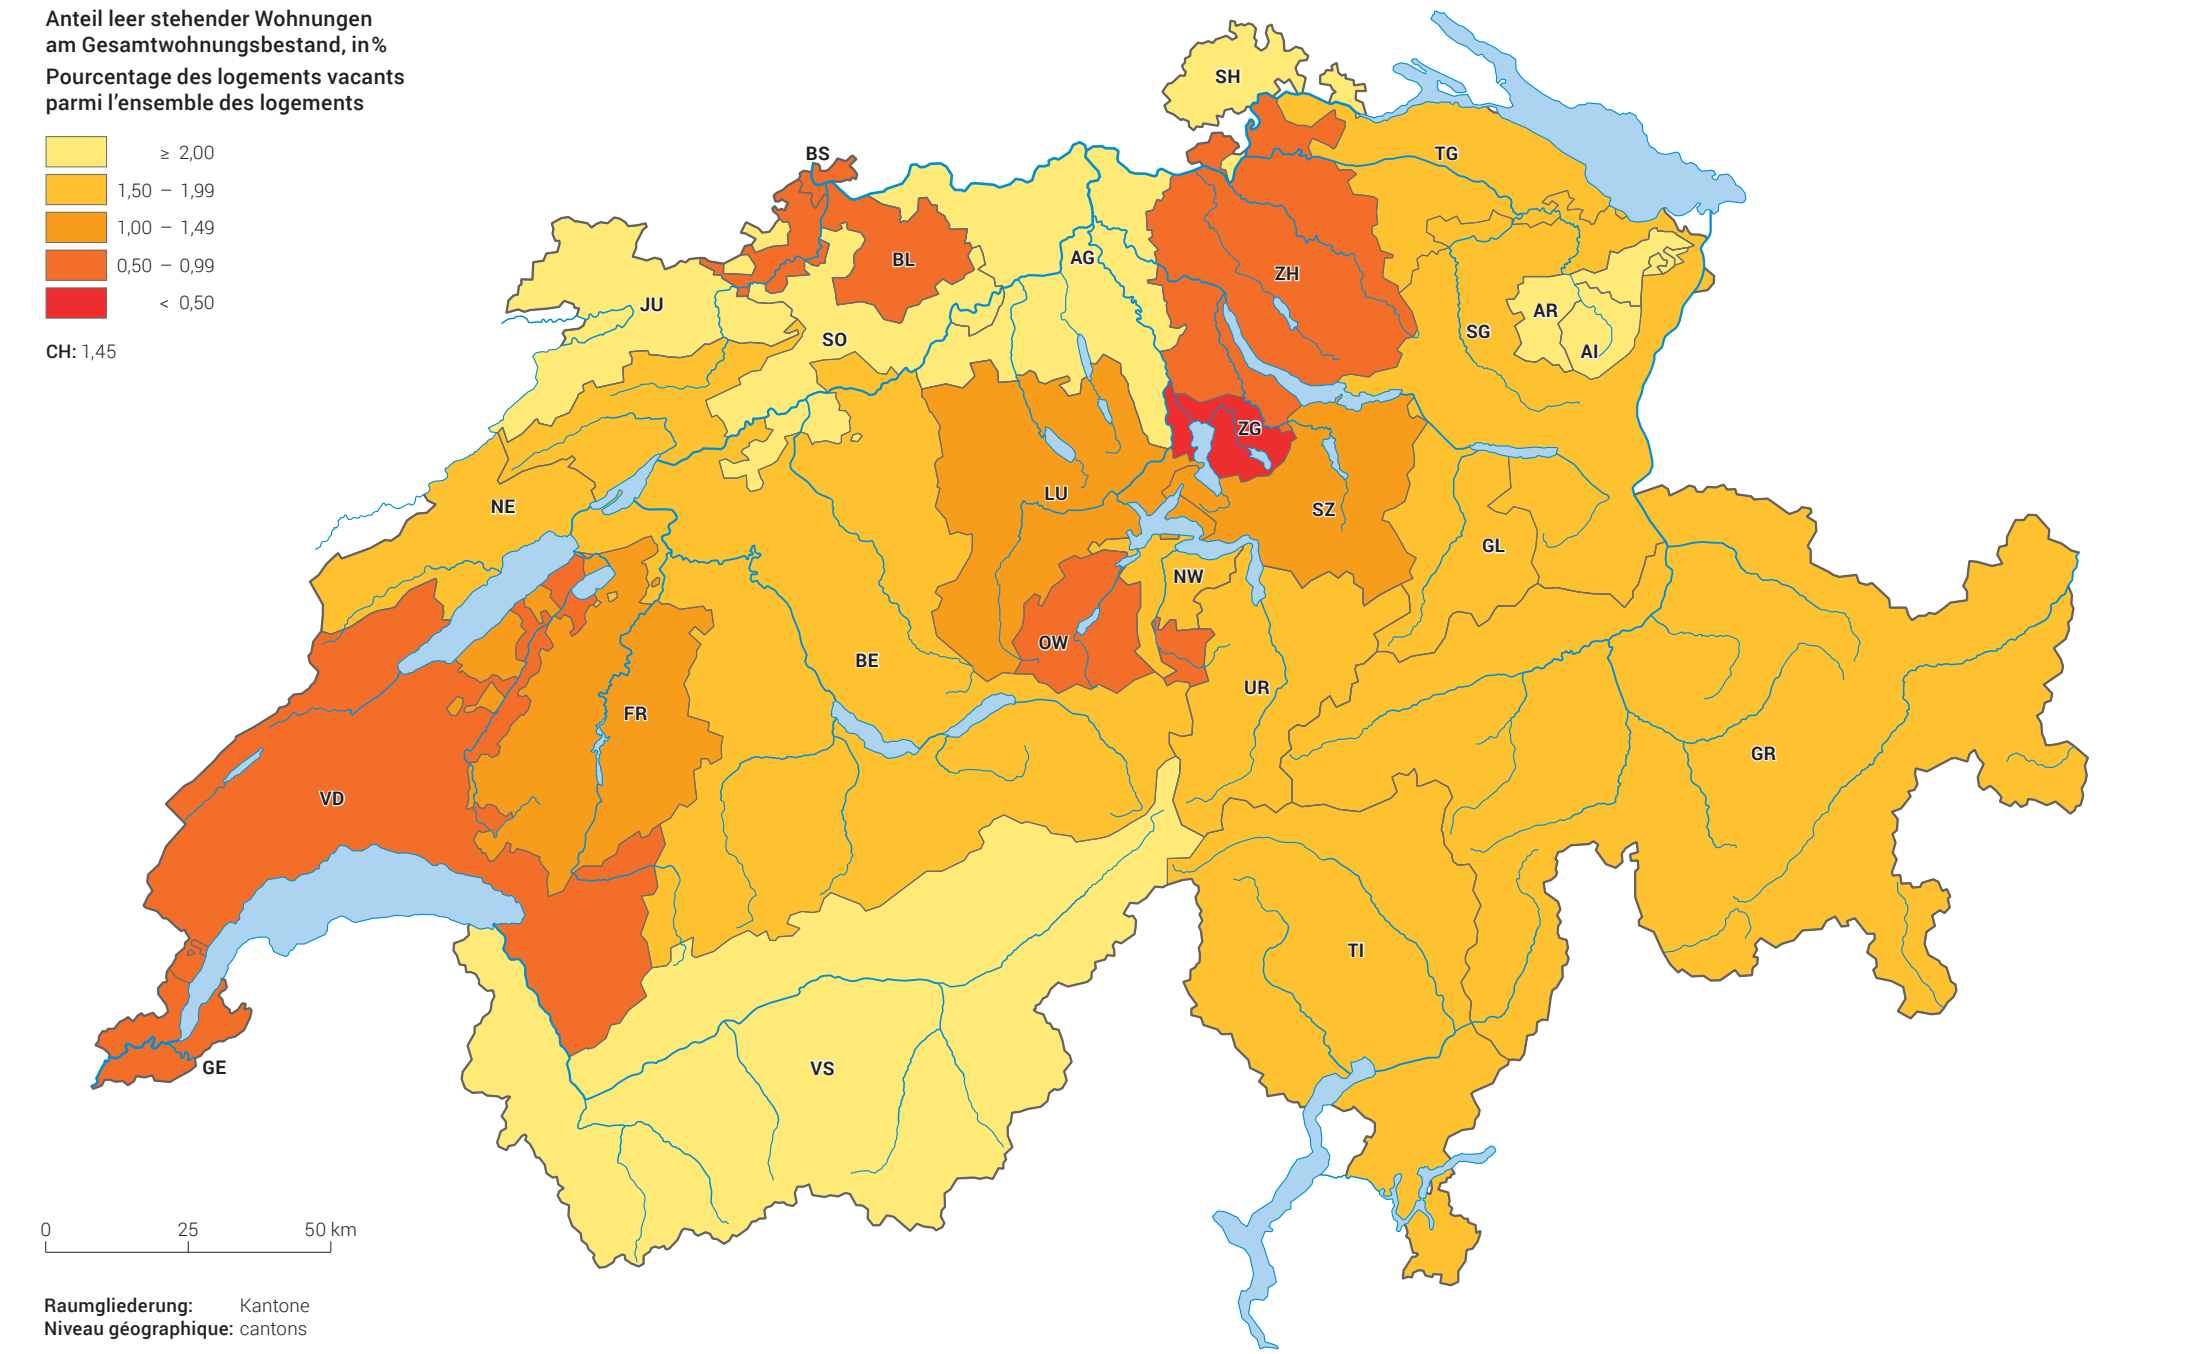 Anteil leer stehender Wohnungen
am Gesamtwohnungsbestand, in%
Pourcentage des logements vacants
parmi l'ensemble des logements
≥ 2,00
1,50 – 1,99
1,00 – 1,49
0,50 – 0,99
< 0,50
CH: 1,45
SH
BS
TG
BL
AG
ZH
JU
SO
SG
AR
AI
ZG
NE
LU
SZ
GL
NW
OW
BE
UR
FR
GR
VD
TI
GE
VS
0 25 50 km
Raumgliederung: Kantone
Niveau géographique: cantons